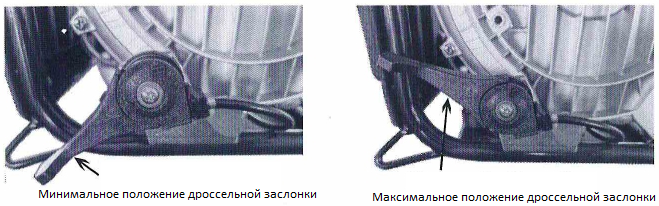 Минимальное положение дроссельной заслонки
Максимальное положение дроссельной заслонки